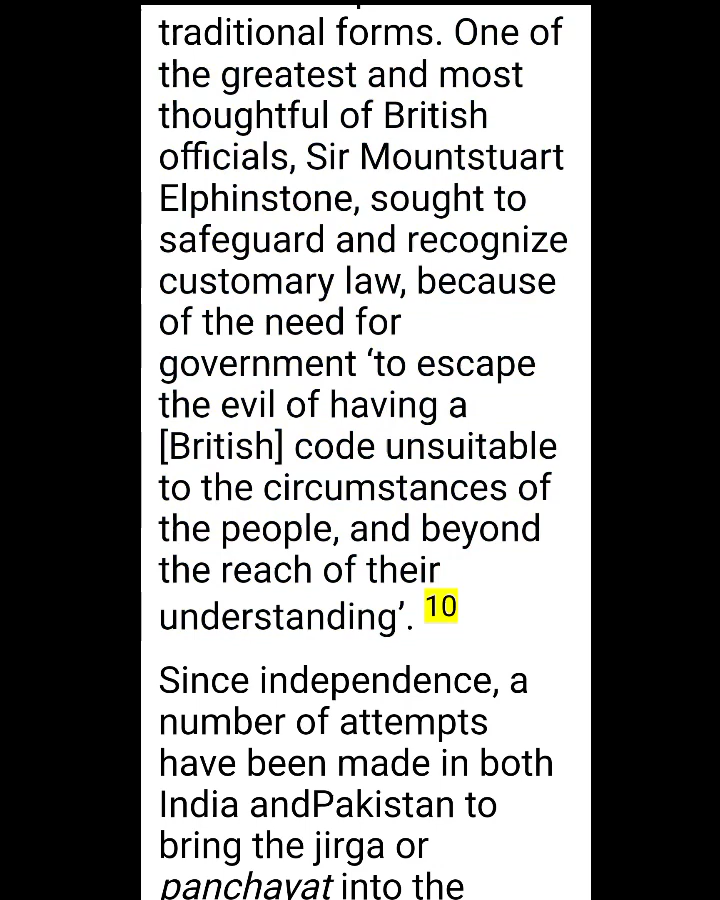 traditional forms. One of
the greatest and most
thoughtful of British
officials, Sir Mountstuart
Elphinstone, sought to
safeguard and recognize
customary law, because
of the need for
government ‘to escape
the evil of having a
[British] code unsuitable
to the circumstances of
the people, and beyond
the reach of their
understanding’. 10
Since independence, a
number of attempts
have been made in both
India andPakistan to
bring the jirga or
panchayat into the